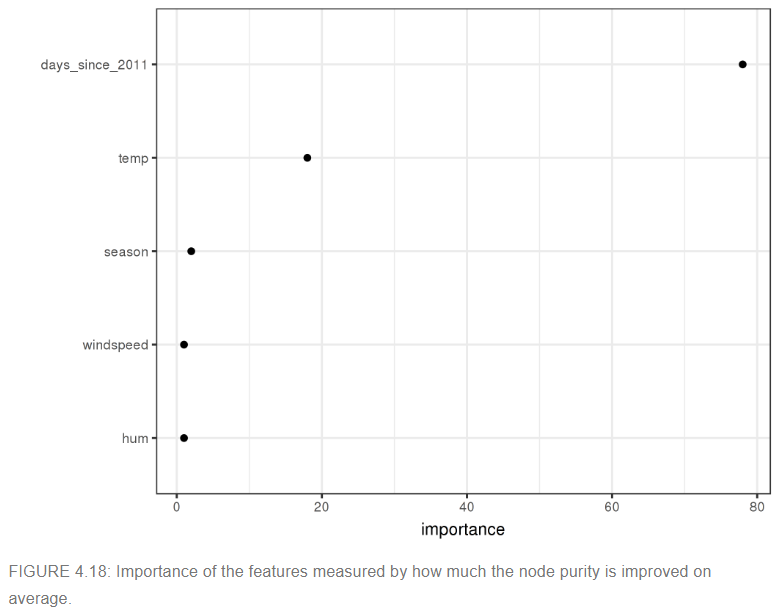 days_since_2011
temp
season
windspeed
hum
0 20 40 60 80
importance
FIGURE 4.18: Importance of the features measured by how much the node purity is improved on
average.